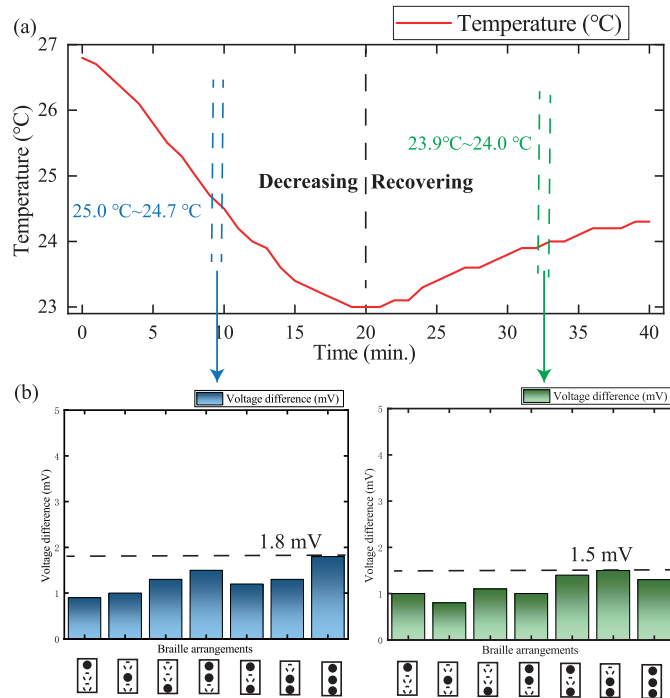 (a)
Temperature (℃)
27
26
25
24
23
Temperature (℃)
25.0 ℃~24.7 ℃
Decreasing
Recovering
23.9℃~24.0 ℃
0 5 10 15 20 25 30 35 40
Time (min.)
(b)
Voltage difference (mV)
5
4
3
2
1
0
Voltage difference (mV)
1.8 mV
Braille arrangements
Voltage difference (mV)
5
4
3
2
1
0
Voltage difference (mV)
1.5 mV
Braille arrangements